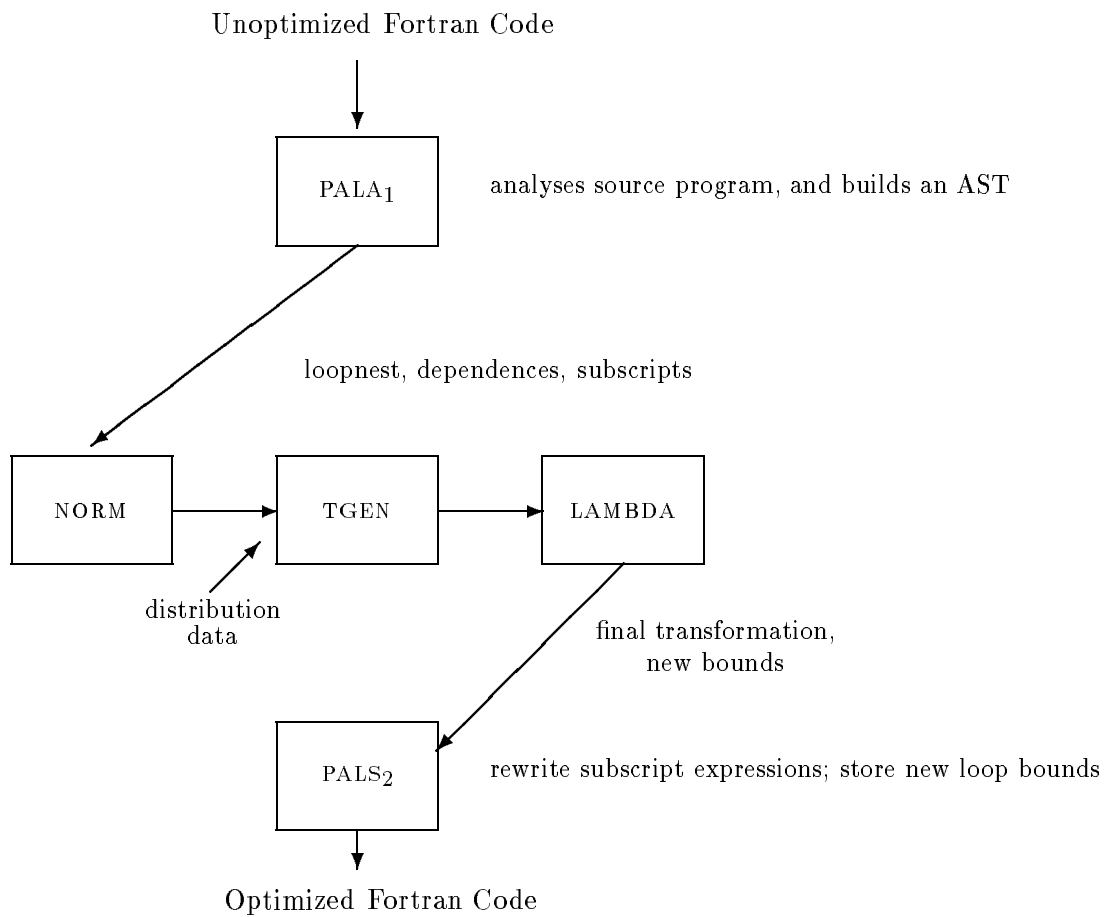 Unoptimized Fortran Code
PALA1
analyses source program, and builds an AST
loopnest, dependences, subscripts
NORM
TGEN
LAMBDA
distribution
data
final transformation,
new bounds
PALS2
rewrite subscript expressions; store new loop bounds
Optimized Fortran Code